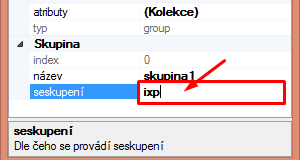 atributy (Kolekce)
typ group
Skupina
index 0
název skupina1
seskupení ixp
seskupení
Dle čeho se provádí seskupení